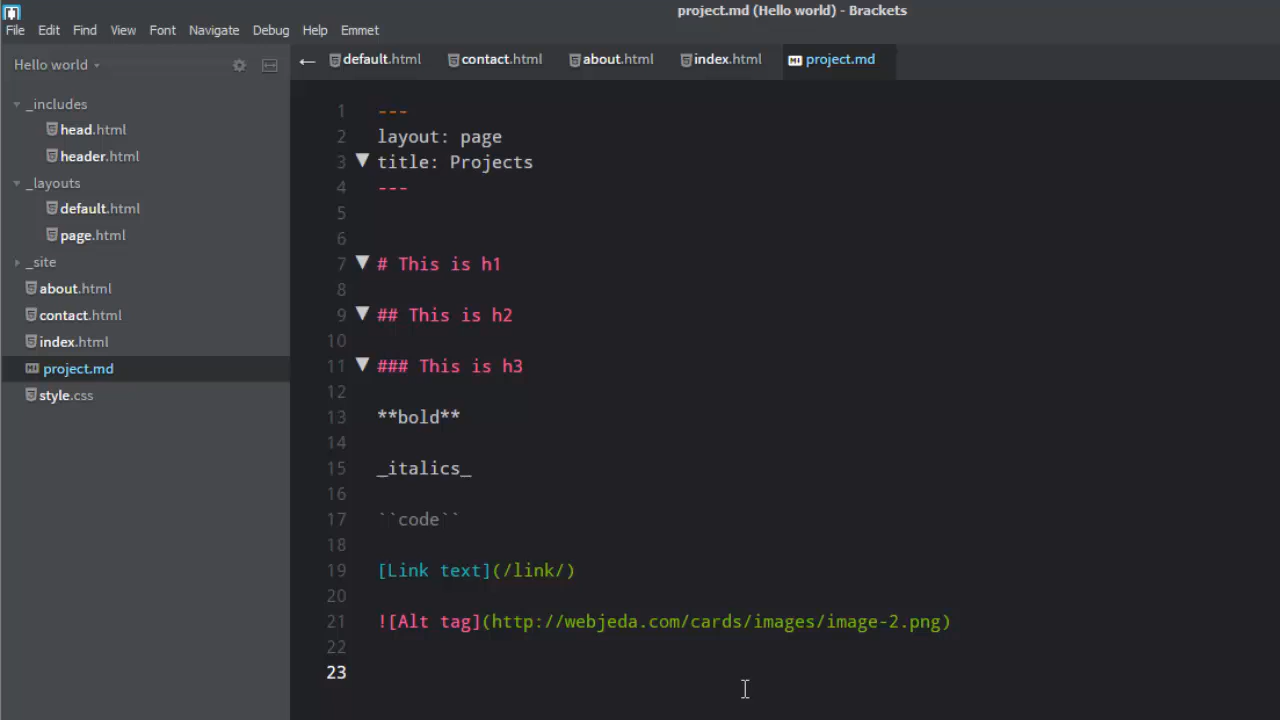 project.md (Hello world) - Brackets
File Edit Find View Font Navigate Debug Help Emmet
Hello world
default.html contact.html about.html index.html project.md
_includes
head.html
header.html
_layouts
default.html
page.html
_site
about.html
contact.html
index.html
project.md
style.css
1 ---
2 layout: page
3 title: Projects
4 ---
5
6
7 # This is h1
8
9 ## This is h2
10
11 ### This is h3
12
13 **bold**
14
15 _italics_
16
17 ``code``
18
19 [Link text](/link/)
20
21 ![Alt tag](http://webjeda.com/cards/images/image-2.png)
22
23